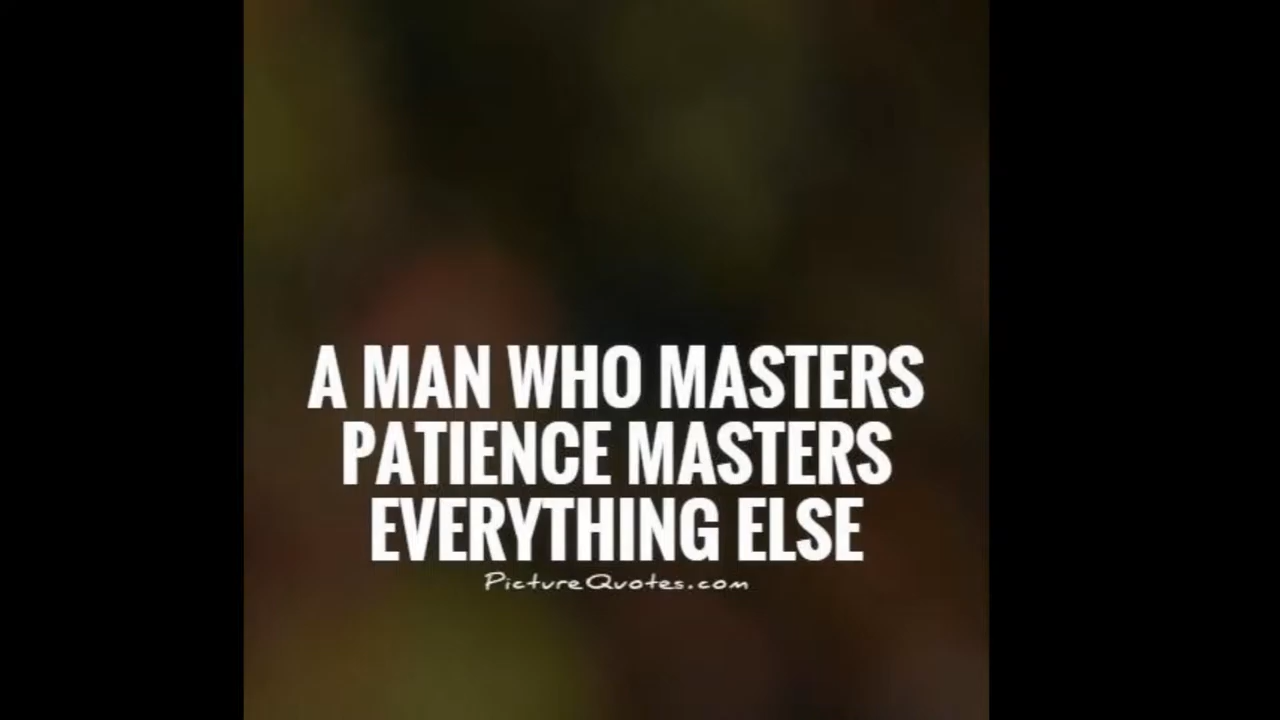 A MAN WHO MASTERS
PATIENCE MASTERS
EVERYTHING ELSE
PictureQuotes.com